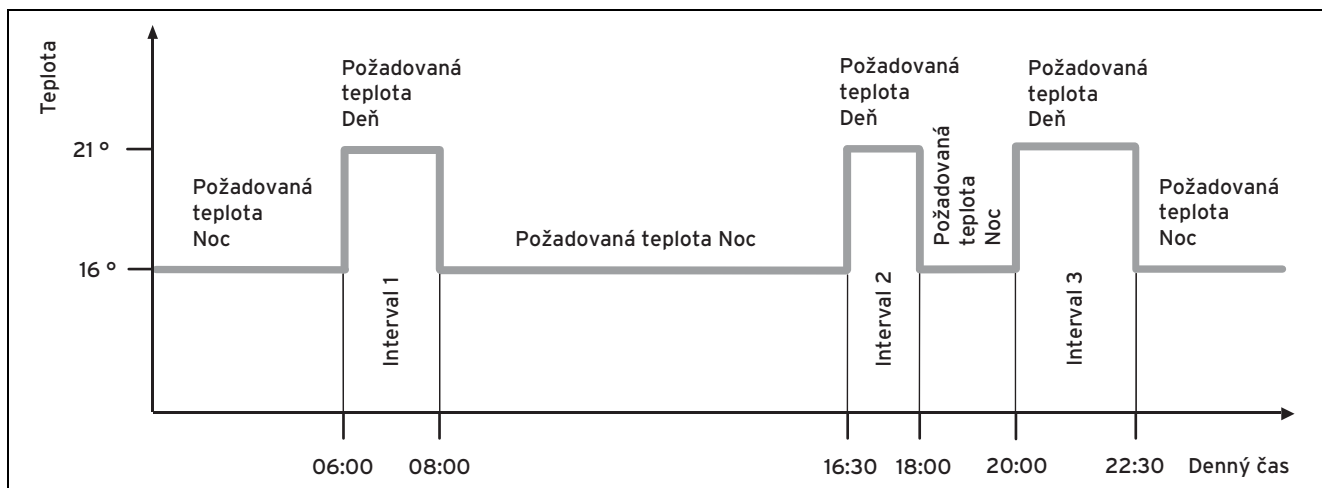 Teplota
Požadovaná
teplota
Deň
Požadovaná
teplota
Deň
Požadovaná
teplota
Deň
21 °
Požadovaná
teplota
Noc
Požadovaná teplota Noc
Požadovaná
teplota
Noc
Požadovaná
teplota
Noc
16 °
Interval 1
Interval 2
Interval 3
06:00
08:00
16:30
18:00
20:00
22:30
Denný čas